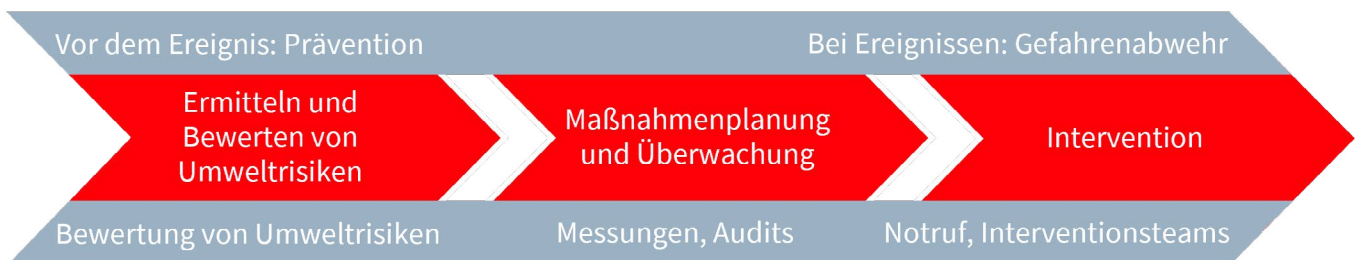 Vor dem Ereignis: Prävention
Bei Ereignissen: Gefahrenabwehr
Ermitteln und
Bewerten von
Umweltrisiken
Maßnahmenplanung
und Überwachung
Intervention
Bewertung von Umweltrisiken
Messungen, Audits
Notruf, Interventionsteams